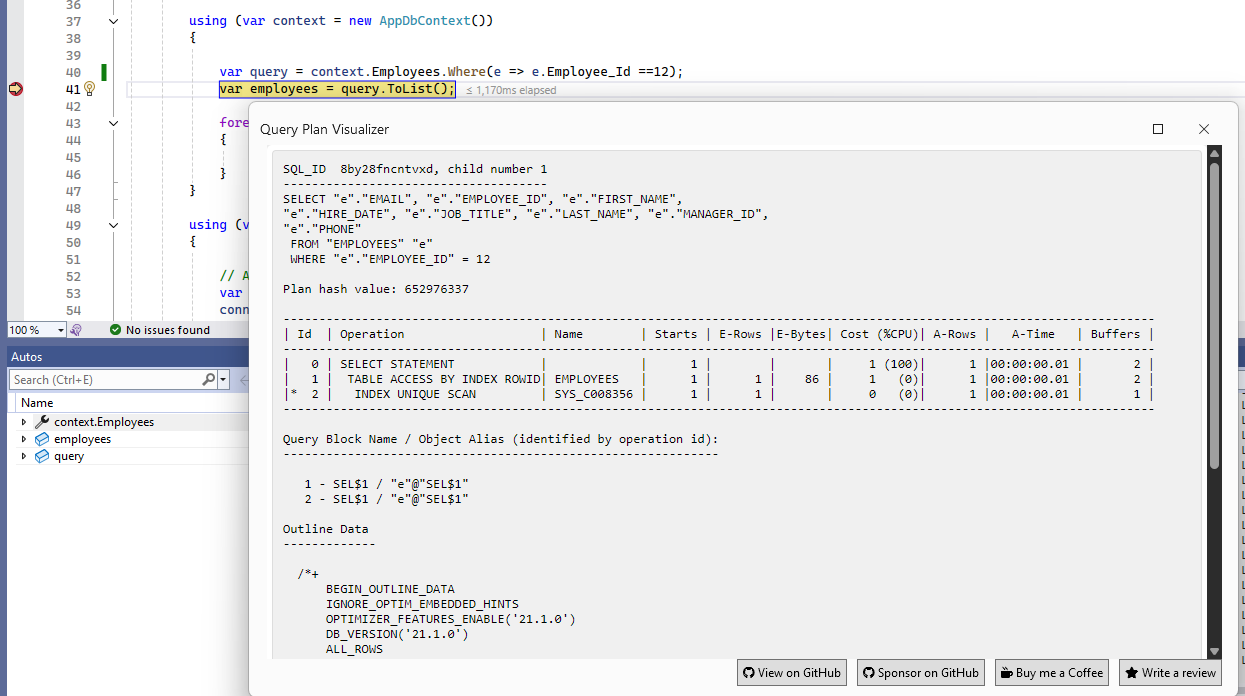 36
37 using (var context = new AppDbContext())
38 {
39
40 var query = context.Employees.Where(e => e.Employee_Id ==12);
41 var employees = query.ToList(); ≤ 1,170ms elapsed
42
43 fore
44 {
45
46 }
47 }
48
49 using (v
50 {
51
52 // A
53 var
54 conn
100 % No issues found
Autos
Search (Ctrl+E)
Name
context.Employees
employees
query
Query Plan Visualizer
SQL_ID  8by28fncntvxd, child number 1
-------------------------------------
SELECT "e"."EMAIL", "e"."EMPLOYEE_ID", "e"."FIRST_NAME",
"e"."HIRE_DATE", "e"."JOB_TITLE", "e"."LAST_NAME", "e"."MANAGER_ID",
"e"."PHONE"
 FROM "EMPLOYEES" "e"
 WHERE "e"."EMPLOYEE_ID" = 12
Plan hash value: 652976337
| Id  | Operation                   | Name         | Starts | E-Rows |E-Bytes| Cost (%CPU)| A-Rows |   A-Time   | Buffers |
|   0 | SELECT STATEMENT            |              |      1 |        |       |     1 (100)|      1 |00:00:00.01 |       2 |
|   1 |  TABLE ACCESS BY INDEX ROWID| EMPLOYEES    |      1 |      1 |    86 |     1   (0)|      1 |00:00:00.01 |       2 |
|*  2 |   INDEX UNIQUE SCAN         | SYS_C008356  |      1 |      1 |       |     0   (0)|      1 |00:00:00.01 |       1 |
Query Block Name / Object Alias (identified by operation id):
-------------------------------------------------------------
1 - SEL$1 / "e"@"SEL$1"
2 - SEL$1 / "e"@"SEL$1"
Outline Data
-------------
/*+
BEGIN_OUTLINE_DATA
IGNORE_OPTIM_EMBEDDED_HINTS
OPTIMIZER_FEATURES_ENABLE('21.1.0')
DB_VERSION('21.1.0')
ALL_ROWS
View on GitHub
Sponsor on GitHub
Buy me a Coffee
Write a review